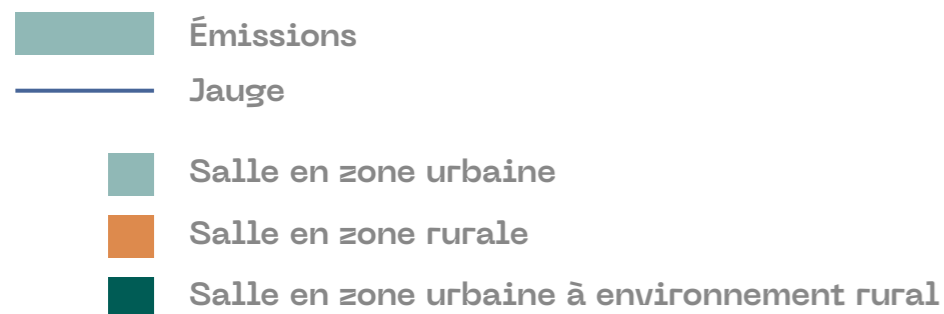 Émissions
Jauge
Salle en zone urbaine
Salle en zone rurale
Salle en zone urbaine à environnement rural